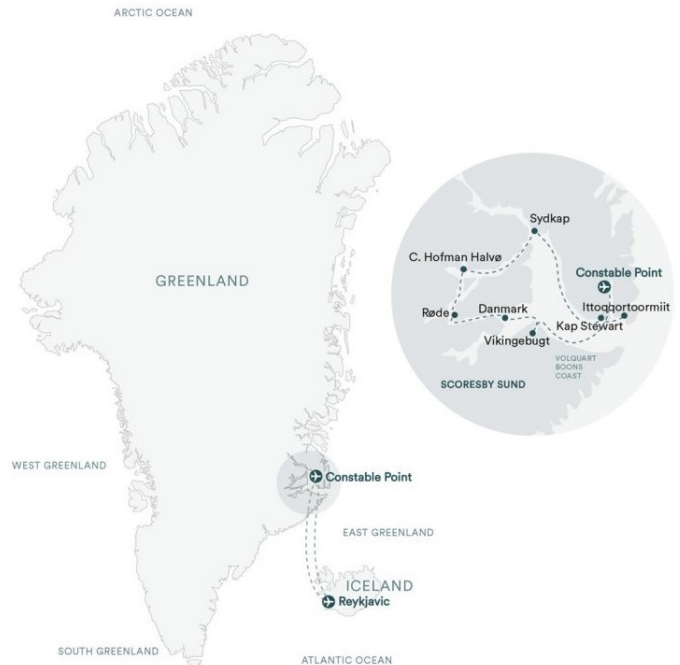 ARCTIC OCEAN
GREENLAND
WEST GREENLAND
Constable Point
EAST GREENLAND
ICELAND
Reykjavic
SOUTH GREENLAND
ATLANTIC OCEAN
Sydkap
C. Hofman Halvø
Constable Point
Ittoqqortoormiit
Røde
Danmark
Kap Stewart
Vikingebugt
VOLQUART
BOONS
COAST
SCORESBY SUND